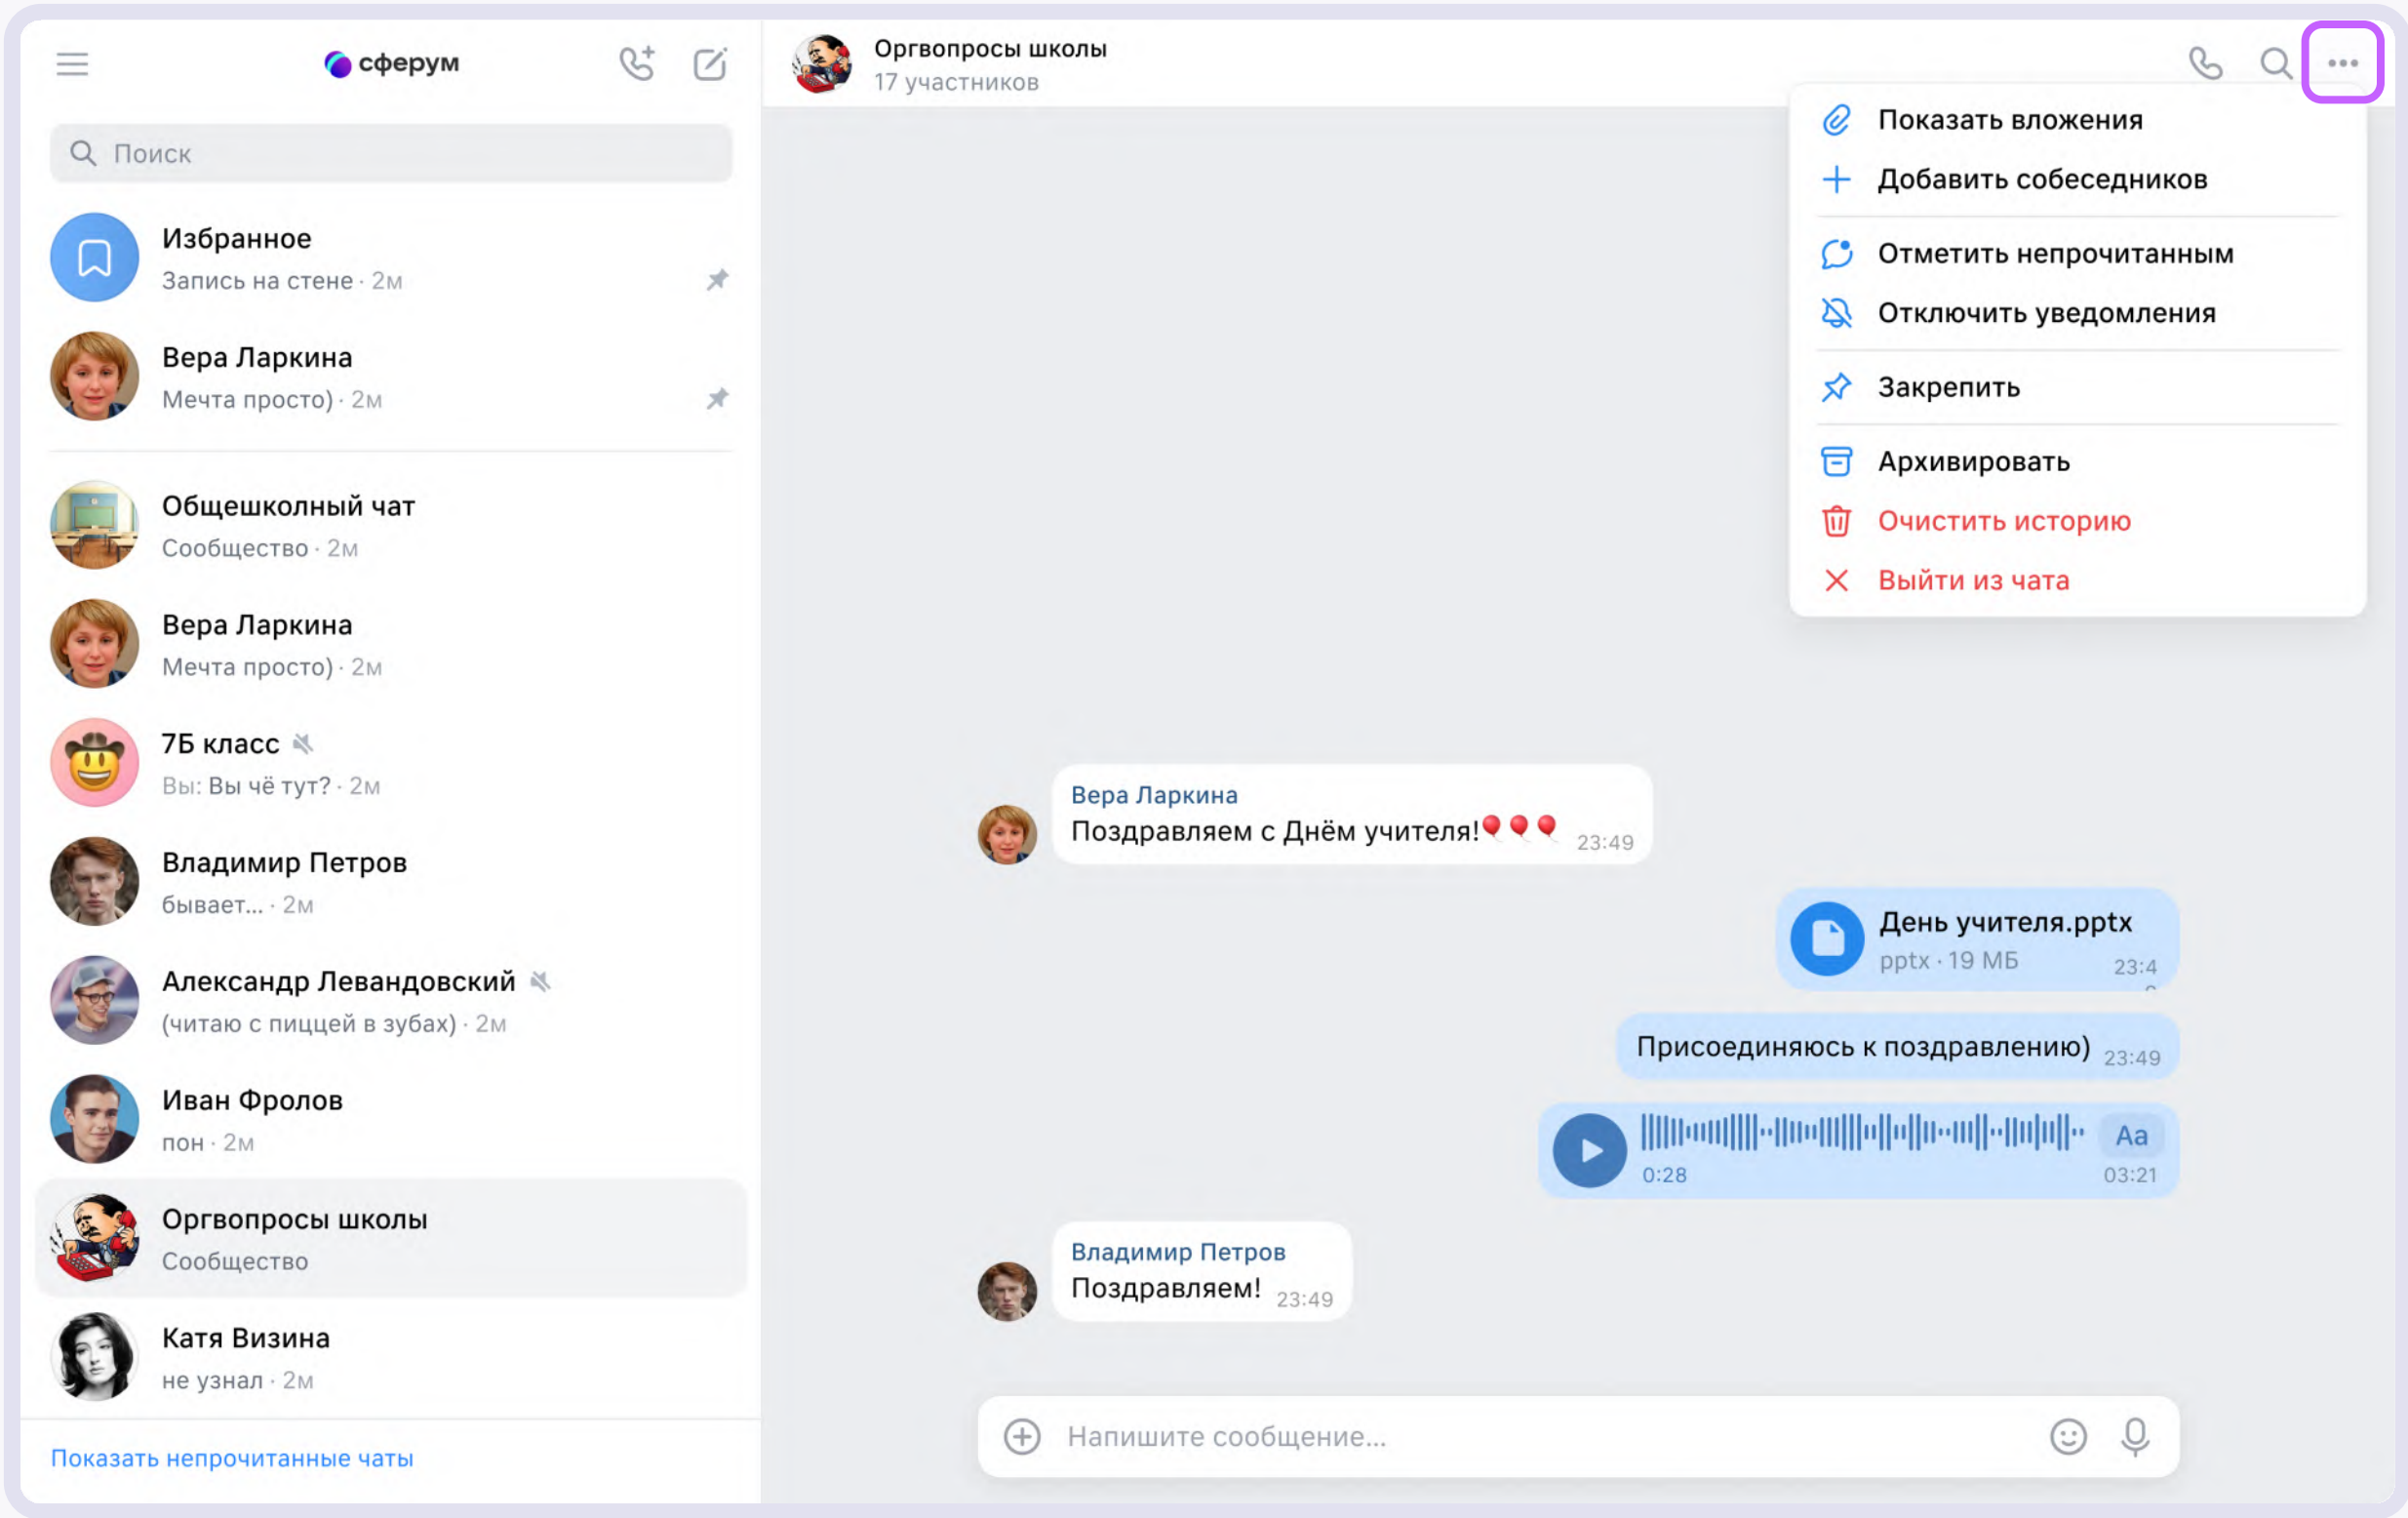 сферум
Поиск
Избранное
Запись на стене · 2м
Вера Ларкина
Мечта просто) · 2м
Общешколный чат
Сообщество · 2м
Вера Ларкина
Мечта просто) · 2м
7Б класс
Вы: Вы чё тут? · 2м
Владимир Петров
бывает... · 2м
Александр Левандовский
(читаю с пиццей в зубах) · 2м
Иван Фролов
пон · 2м
Оргвопросы школы
Сообщество
Катя Визина
не узнал · 2м
Показать непрочитанные чаты
Оргвопросы школы
17 участников
Показать вложения
Добавить собеседников
Отметить непрочитанным
Отключить уведомления
Закрепить
Архивировать
Очистить историю
Выйти из чата
Вера Ларкина
Поздравляем с Днём учителя!🎈🎈🎈 23:49
День учителя.pptx
pptx · 19 МБ 23:4
Присоединяюсь к поздравлению) 23:49
Aa
0:28 03:21
Владимир Петров
Поздравляем! 23:49
Напишите сообщение...